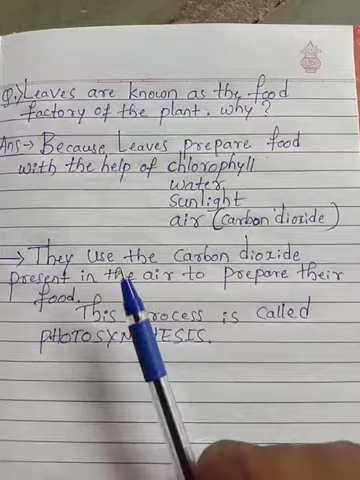 Q.> Leaves are known as the food
factory of the plant. why?
Ans → Because Leaves prepare food
with the help of chlorophyll
water
sunlight
air (carbon dioxide)
→ They use the carbon dioxide
present in the air to prepare their
food.
This process is called
PHOTOSYNTHESIS.